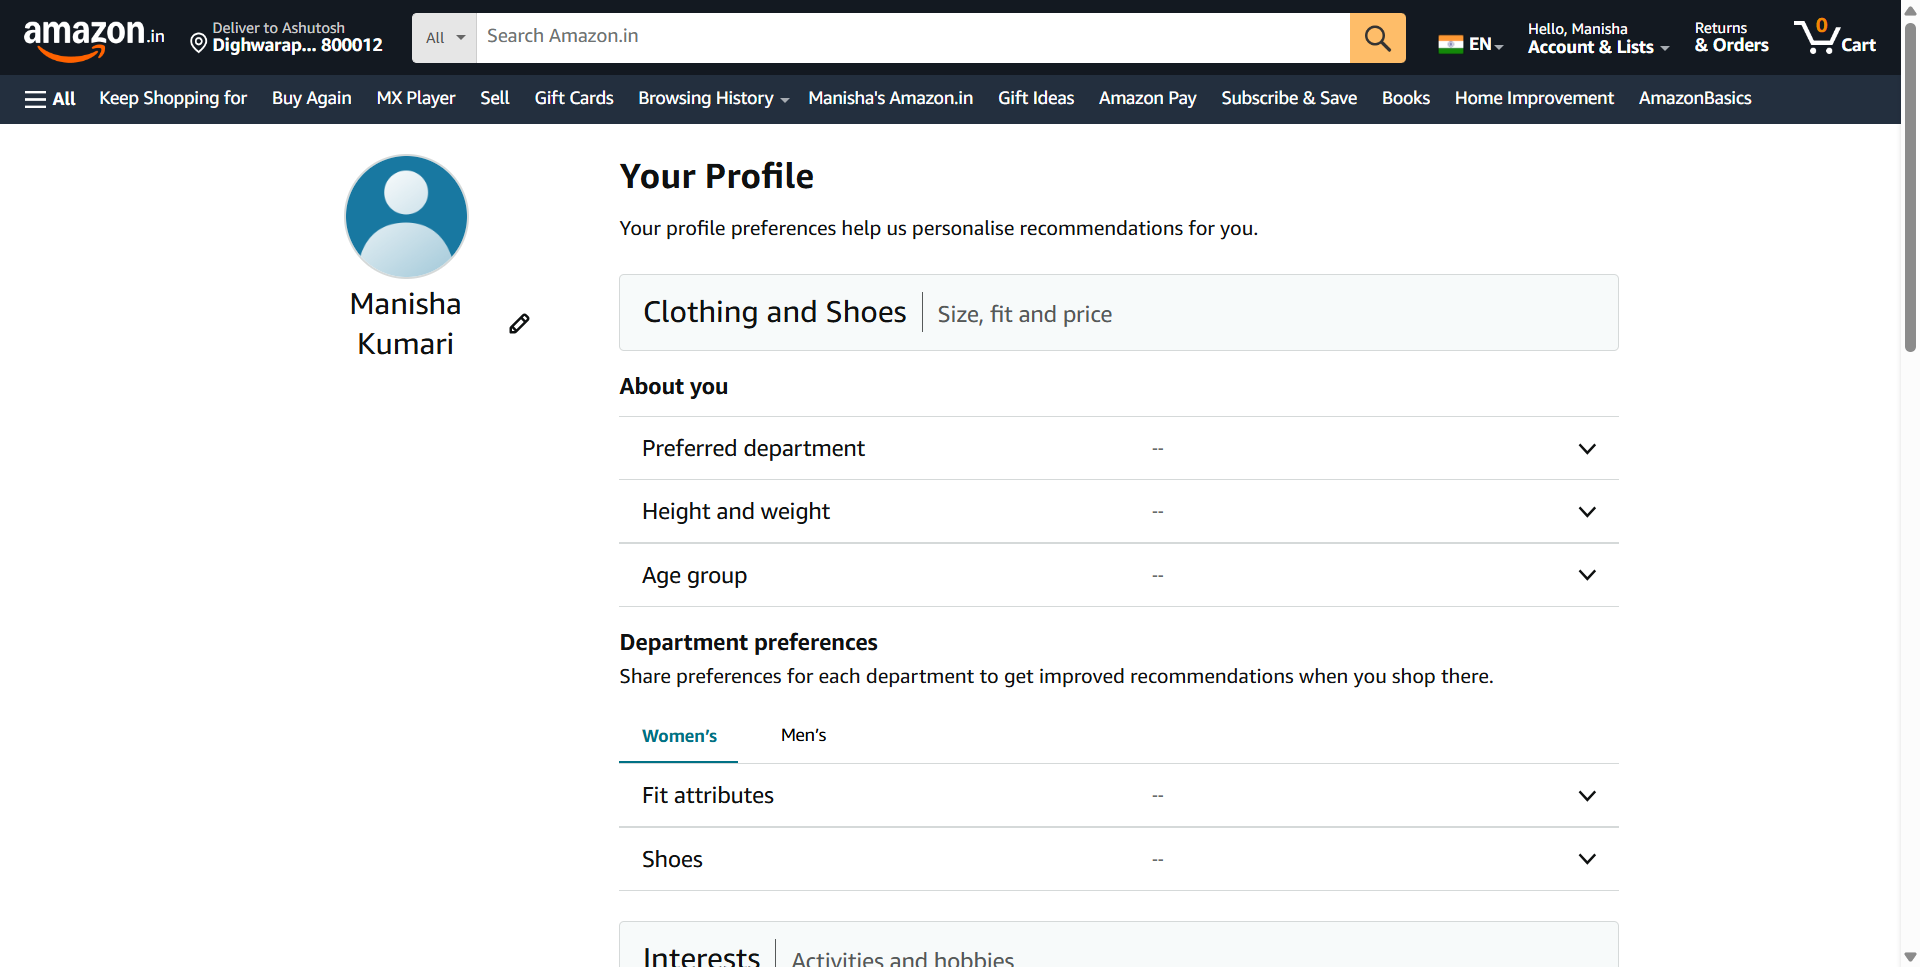 amazon.in
Deliver to Ashutosh
Dighwarap... 800012
All
Search Amazon.in
EN
Hello, Manisha
Account & Lists
Returns
& Orders
0
Cart
All
Keep Shopping for
Buy Again
MX Player
Sell
Gift Cards
Browsing History
Manisha's Amazon.in
Gift Ideas
Amazon Pay
Subscribe & Save
Books
Home Improvement
AmazonBasics
Manisha
Kumari
Your Profile
Your profile preferences help us personalise recommendations for you.
Clothing and Shoes | Size, fit and price
About you
Preferred department --
Height and weight --
Age group --
Department preferences
Share preferences for each department to get improved recommendations when you shop there.
Women's
Men's
Fit attributes --
Shoes --
Interests | Activities and hobbies